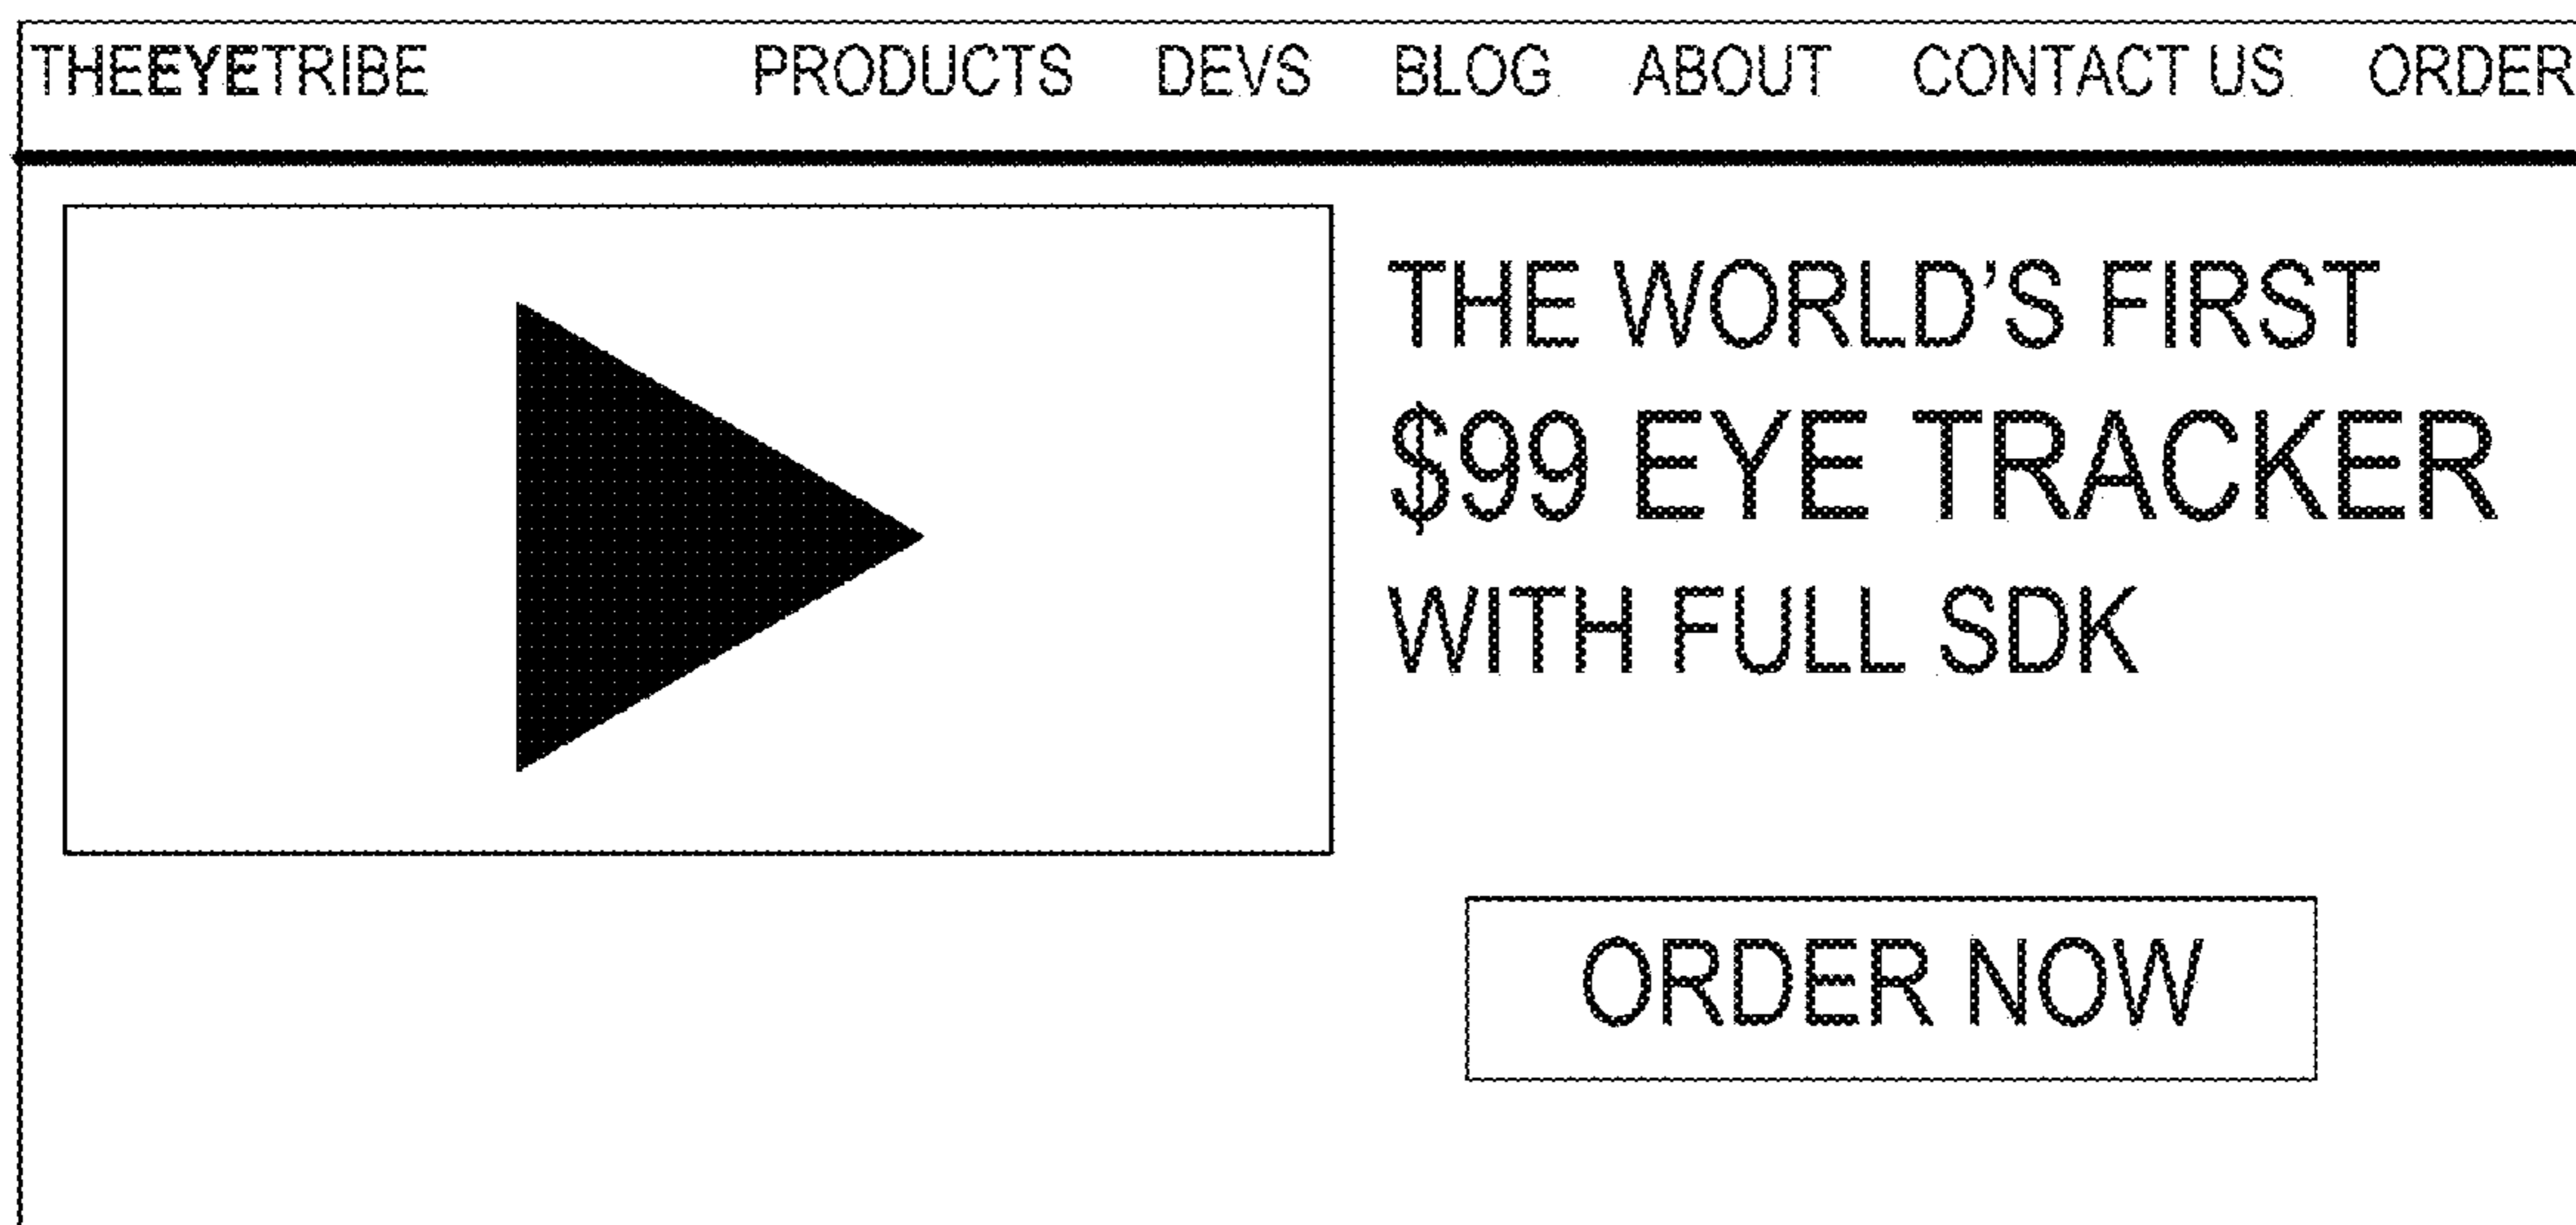 THEEYETRIBE PRODUCTS DEVS BLOG ABOUT CONTACT US ORDER
THE WORLD'S FIRST
$99 EYE TRACKER
WITH FULL SDK
ORDER NOW